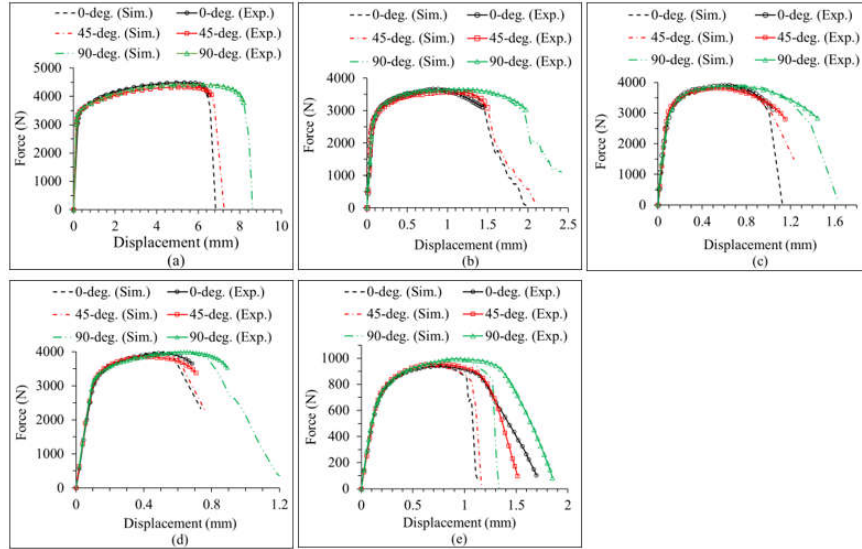 0-deg. (Sim.) 0-deg. (Exp.)
45-deg. (Sim.) 45-deg. (Exp.)
90-deg. (Sim.) 90-deg. (Exp.)
5000
4000
3000
2000
1000
0
Force (N)
0 2 4 6 8 10
Displacement (mm)
(a)
0-deg. (Sim.) 0-deg. (Exp.)
45-deg. (Sim.) 45-deg. (Exp.)
90-deg. (Sim.) 90-deg. (Exp.)
4000
3000
2000
1000
0
Force (N)
0 0.5 1 1.5 2 2.5
Displacement (mm)
(b)
0-deg. (Sim.) 0-deg. (Exp.)
45-deg. (Sim.) 45-deg. (Exp.)
90-deg. (Sim.) 90-deg. (Exp.)
4000
3000
2000
1000
0
Force (N)
0 0.4 0.8 1.2 1.6
Displacement (mm)
(c)
0-deg. (Sim.) 0-deg. (Exp.)
45-deg. (Sim.) 45-deg. (Exp.)
90-deg. (Sim.) 90-deg. (Exp.)
4000
3000
2000
1000
0
Force (N)
0 0.4 0.8 1.2
Displacement (mm)
(d)
0-deg. (Sim.) 0-deg. (Exp.)
45-deg. (Sim.) 45-deg. (Exp.)
90-deg. (Sim.) 90-deg. (Exp.)
1000
800
600
400
200
0
Force (N)
0 0.5 1 1.5 2
Displacement (mm)
(e)